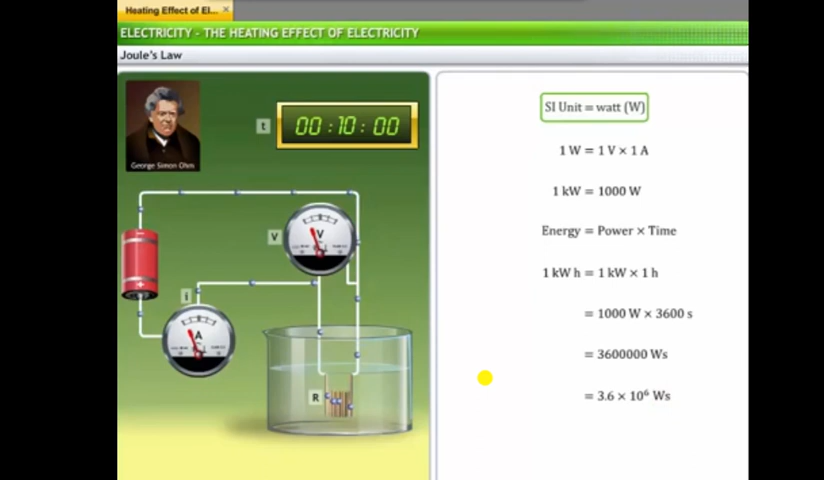 Heating Effect of El... ×
ELECTRICITY - THE HEATING EFFECT OF ELECTRICITY
Joule's Law
George Simon Ohm
t
00:10:00
V
V
i
A
R
SI Unit = watt (W)
1 W = 1 V × 1 A
1 kW = 1000 W
Energy = Power × Time
1 kW h = 1 kW × 1 h
= 1000 W × 3600 s
= 3600000 Ws
= 3.6 × 10⁶ Ws